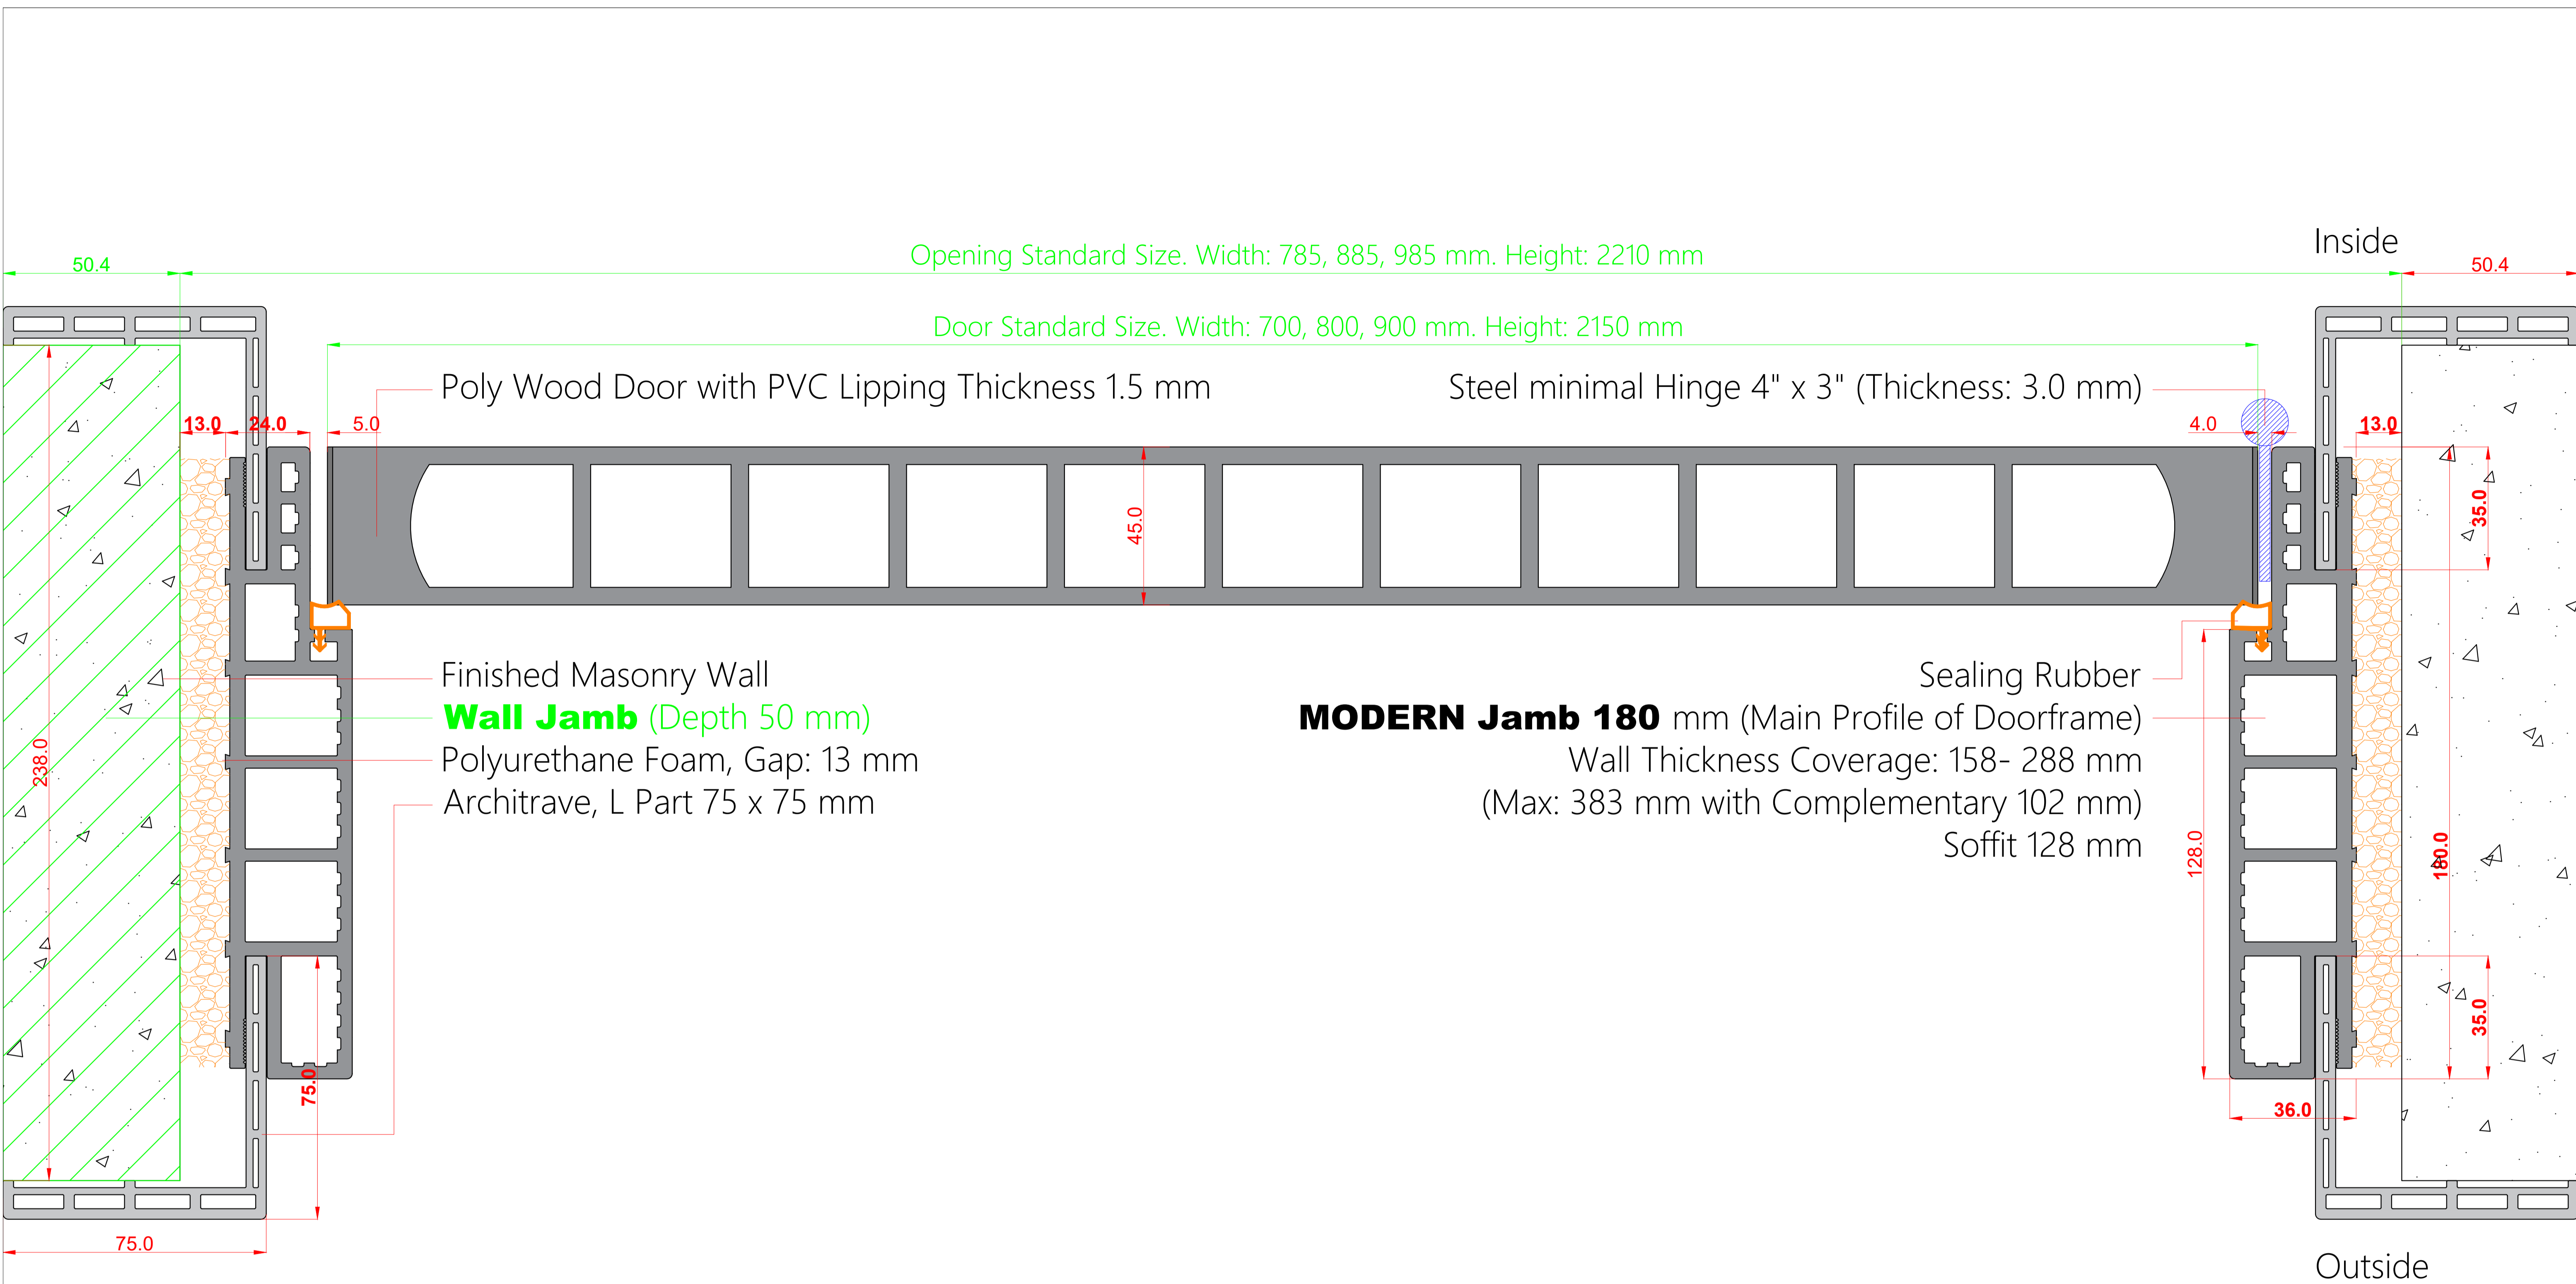 Inside
Opening Standard Size. Width: 785, 885, 985 mm. Height: 2210 mm
50.4
50.4
Door Standard Size. Width: 700, 800, 900 mm. Height: 2150 mm
Poly Wood Door with PVC Lipping Thickness 1.5 mm
Steel minimal Hinge 4" x 3" (Thickness: 3.0 mm)
13.0
24.0
5.0
4.0
13.0
45.0
35.0
Finished Masonry Wall
Wall Jamb (Depth 50 mm)
Polyurethane Foam, Gap: 13 mm
Architrave, L Part 75 x 75 mm
Sealing Rubber
MODERN Jamb 180 mm (Main Profile of Doorframe)
Wall Thickness Coverage: 158- 288 mm
(Max: 383 mm with Complementary 102 mm)
Soffit 128 mm
238.0
128.0
180.0
35.0
75.0
36.0
75.0
Outside